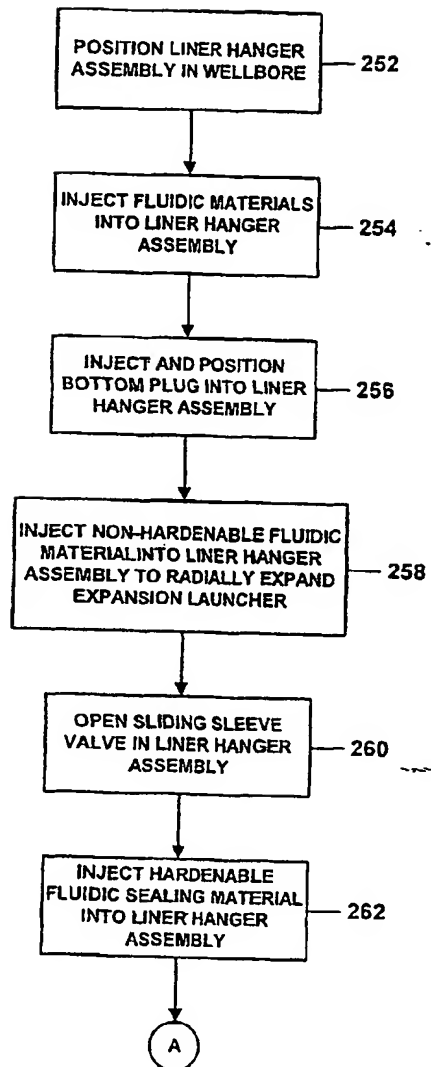 POSITION LINER HANGER
ASSEMBLY IN WELLBORE
252
INJECT FLUIDIC MATERIALS
INTO LINER HANGER
ASSEMBLY
254
INJECT AND POSITION
BOTTOM PLUG INTO LINER
HANGER ASSEMBLY
256
INJECT NON-HARDENABLE FLUIDIC
MATERIALINTO LINER HANGER
ASSEMBLY TO RADIALLY EXPAND
EXPANSION LAUNCHER
258
OPEN SLIDING SLEEVE
VALVE IN LINER HANGER
ASSEMBLY
260
INJECT HARDENABLE
FLUIDIC SEALING MATERIAL
INTO LINER HANGER
ASSEMBLY
262
A